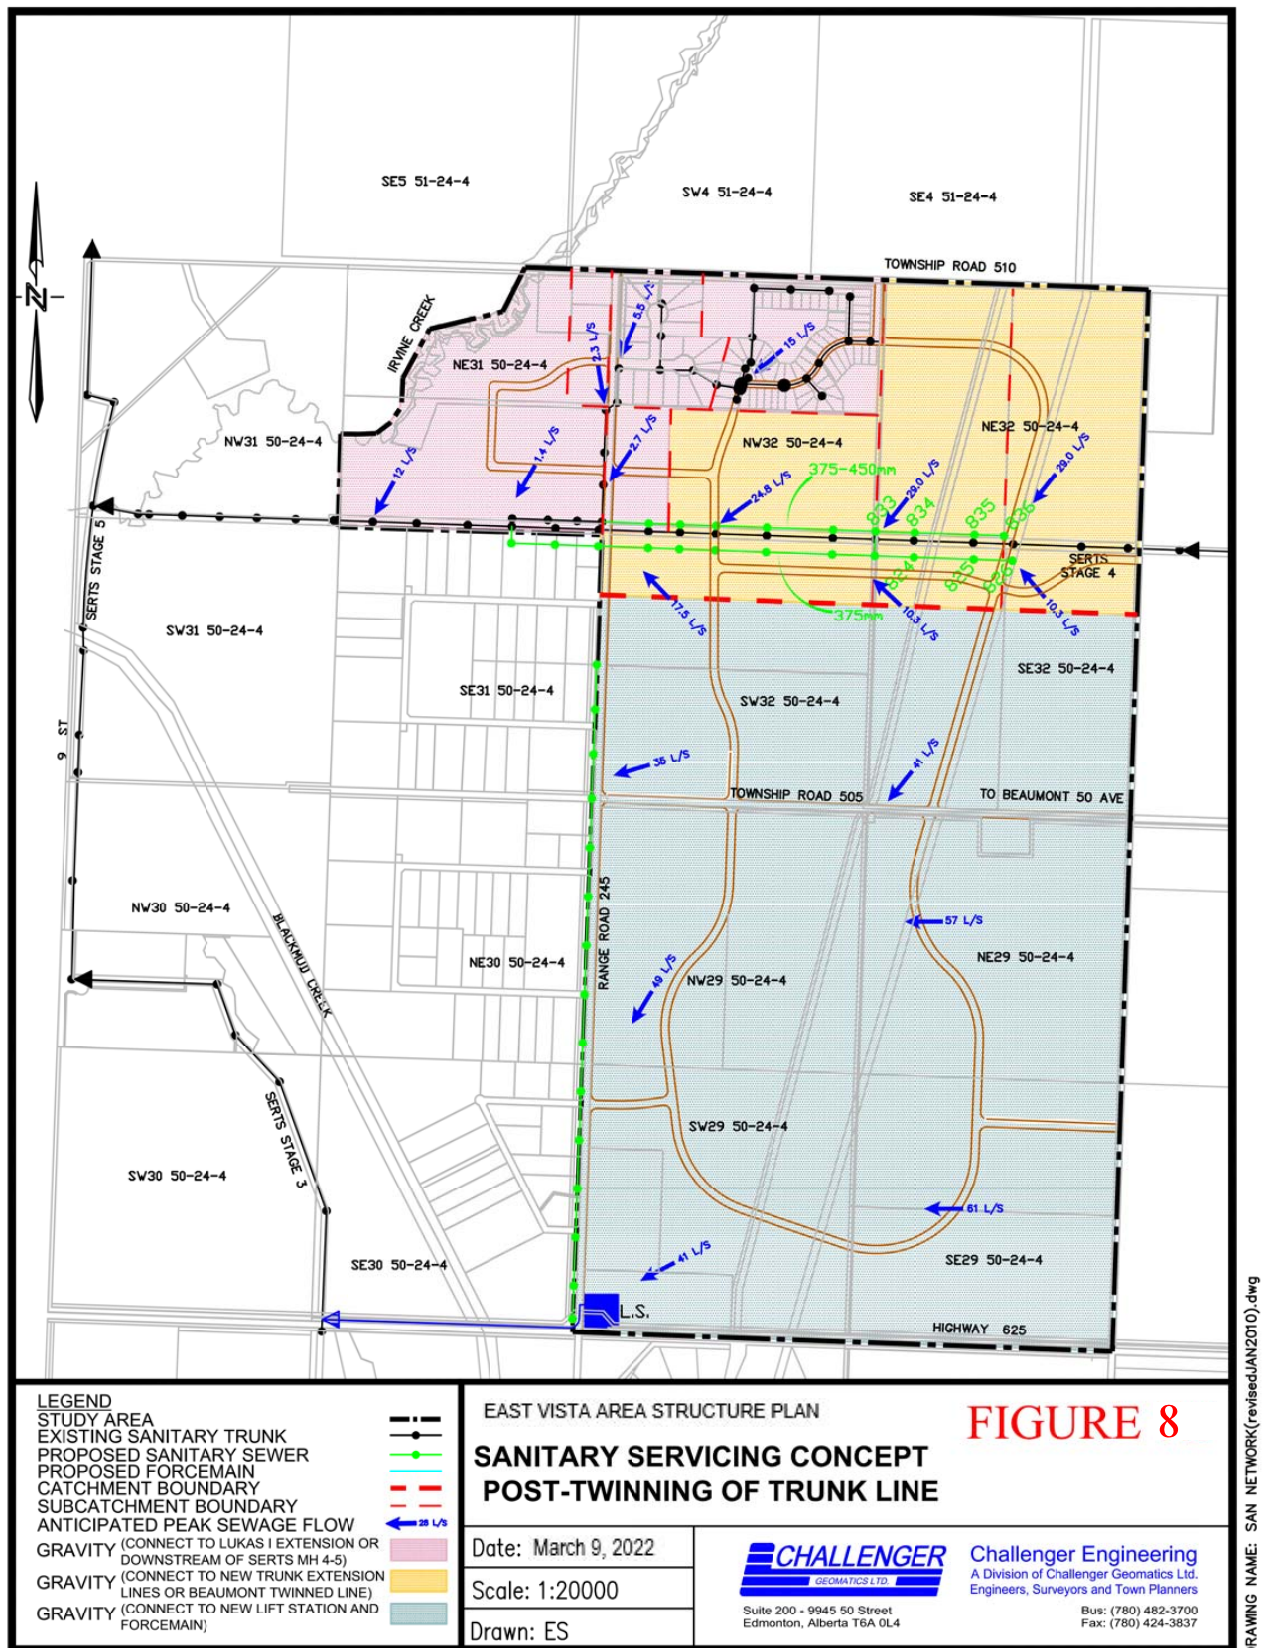 SE5 51-24-4
SW4 51-24-4
SE4 51-24-4
TOWNSHIP ROAD 510
N
IRVINE CREEK
5.5 L/S
15 L/S
2.3 L/S
NE31 50-24-4
NW31 50-24-4
NW32 50-24-4
NE32 50-24-4
12 L/S
1.4 L/S
2.7 L/S
24.8 L/S
375-450mm
29.0 L/S
29.0 L/S
833
834
835
836
SERTS STAGE 5
SERTS
STAGE 4
824
825
826
17.5 L/S
10.3 L/S
10.3 L/S
375mm
SW31 50-24-4
SE31 50-24-4
SW32 50-24-4
SE32 50-24-4
9 ST
35 L/S
41 L/S
TOWNSHIP ROAD 505
TO BEAUMONT 50 AVE
RANGE ROAD 245
NW30 50-24-4
BLACKMUD CREEK
NE30 50-24-4
57 L/S
NE29 50-24-4
NW29 50-24-4
49 L/S
SERTS STAGE 3
SW29 50-24-4
SW30 50-24-4
61 L/S
SE30 50-24-4
41 L/S
SE29 50-24-4
L.S.
HIGHWAY 625
LEGEND
STUDY AREA
EXISTING SANITARY TRUNK
PROPOSED SANITARY SEWER
PROPOSED FORCEMAIN
CATCHMENT BOUNDARY
SUBCATCHMENT BOUNDARY
ANTICIPATED PEAK SEWAGE FLOW 28 L/S
GRAVITY (CONNECT TO LUKAS I EXTENSION OR
DOWNSTREAM OF SERTS MH 4-5)
GRAVITY (CONNECT TO NEW TRUNK EXTENSION
LINES OR BEAUMONT TWINNED LINE)
GRAVITY (CONNECT TO NEW LIFT STATION AND
FORCEMAIN)
EAST VISTA AREA STRUCTURE PLAN
FIGURE 8
SANITARY SERVICING CONCEPT
POST-TWINNING OF TRUNK LINE
Date: March 9, 2022
Scale: 1:20000
Drawn: ES
CHALLENGER
GEOMATICS LTD.
Suite 200 - 9945 50 Street
Edmonton, Alberta T6A 0L4
Challenger Engineering
A Division of Challenger Geomatics Ltd.
Engineers, Surveyors and Town Planners
Bus: (780) 482-3700
Fax: (780) 424-3837
DRAWING NAME: SAN NETWORK(revisedJAN2010).dwg